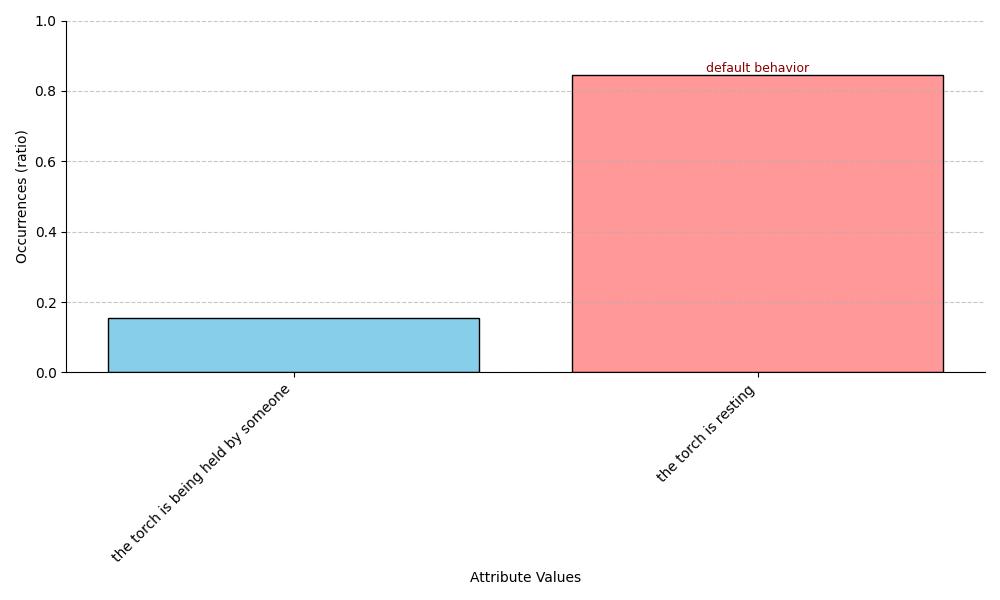 1.0
default behavior
0.8
0.6
0.4
0.2
0.0
Occurrences (ratio)
the torch is being held by someone
the torch is resting
Attribute Values